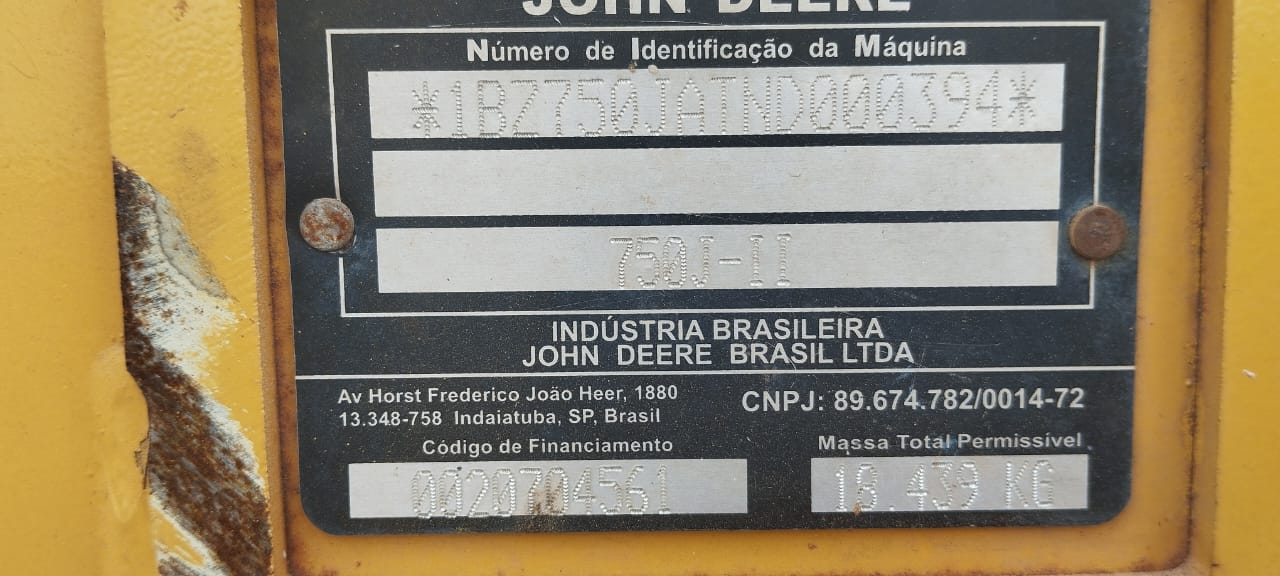 JOHN DEERE
Número de Identificação da Máquina
*1BZ750JATND000394*
750J-II
INDÚSTRIA BRASILEIRA
JOHN DEERE BRASIL LTDA
Av Horst Frederico João Heer, 1880
13.348-758 Indaiatuba, SP, Brasil
CNPJ: 89.674.782/0014-72
Código de Financiamento
0020704561
Massa Total Permissível
18.439 KG